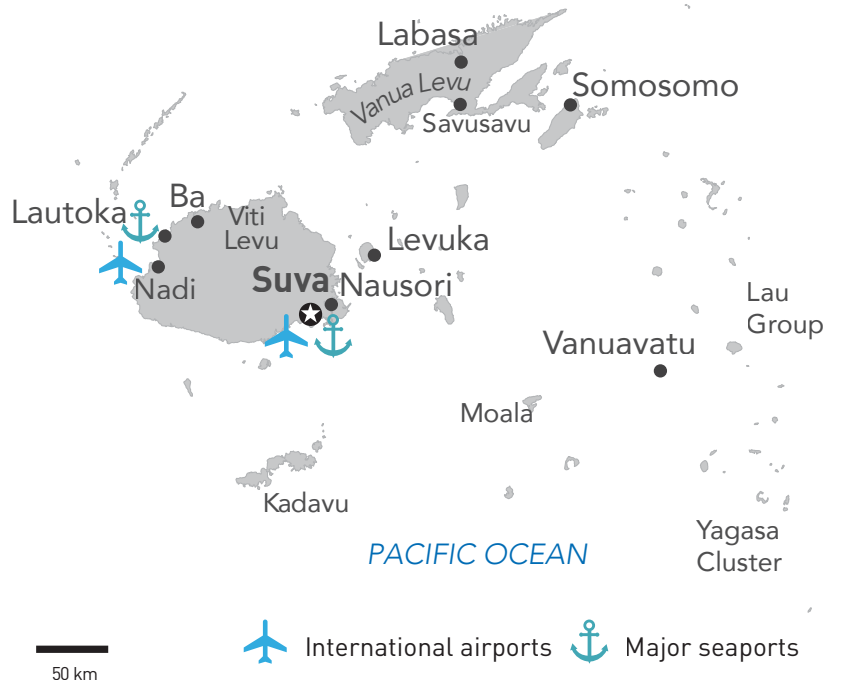 Labasa
Vanua Levu
Somosomo
Savusavu
Ba
Lautoka
Viti
Levu
Levuka
Nadi
Suva
Nausori
Lau
Group
Vanuavatu
Moala
Kadavu
Yagasa
Cluster
PACIFIC OCEAN
International airports
Major seaports
50 km